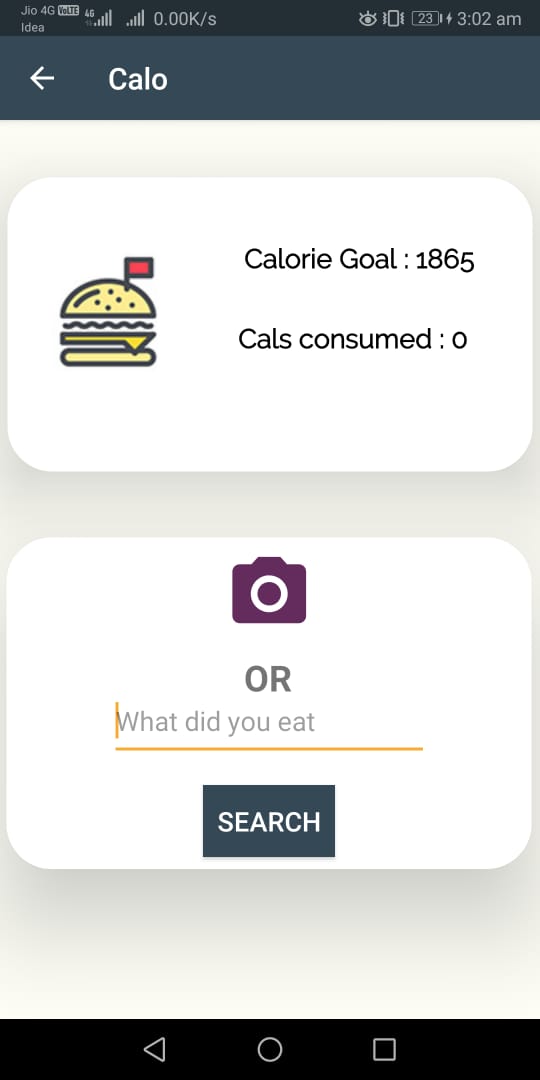 Jio 4G VoLTE 4G 0.00K/s 23 3:02 am
Idea
Calo
Calorie Goal : 1865
Cals consumed : 0
OR
What did you eat
SEARCH